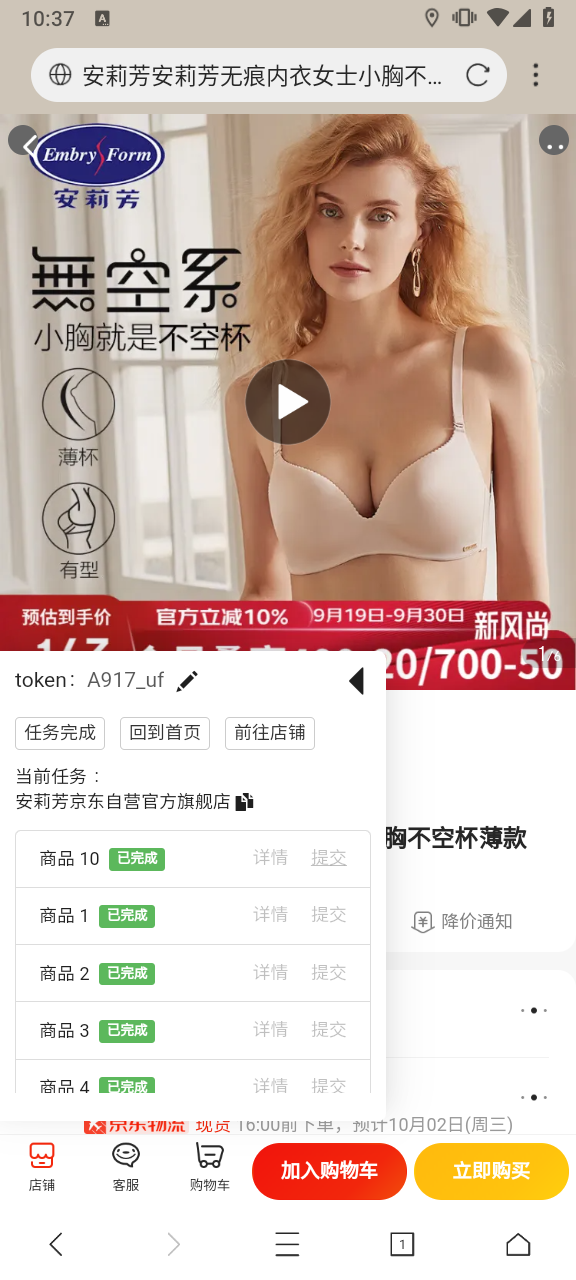 10:37
A
安莉芳安莉芳无痕内衣女士小胸不...
Embry Form
安莉芳
無空系
小胸就是不空杯
薄杯
有型
预估到手价
官方立减10%
9月19日-9月30日
新风尚
20/700-50
1/6
token：A917_uf
任务完成
回到首页
前往店铺
当前任务：
安莉芳京东自营官方旗舰店
胸不空杯薄款
商品 10 已完成 详情 提交
商品 1 已完成 详情 提交
降价通知
商品 2 已完成 详情 提交
商品 3 已完成 详情 提交
商品 4 已完成 详情 提交
京东物流 现货 16:00前下单，预计10月02日(周三)
店铺
客服
购物车
加入购物车
立即购买
1